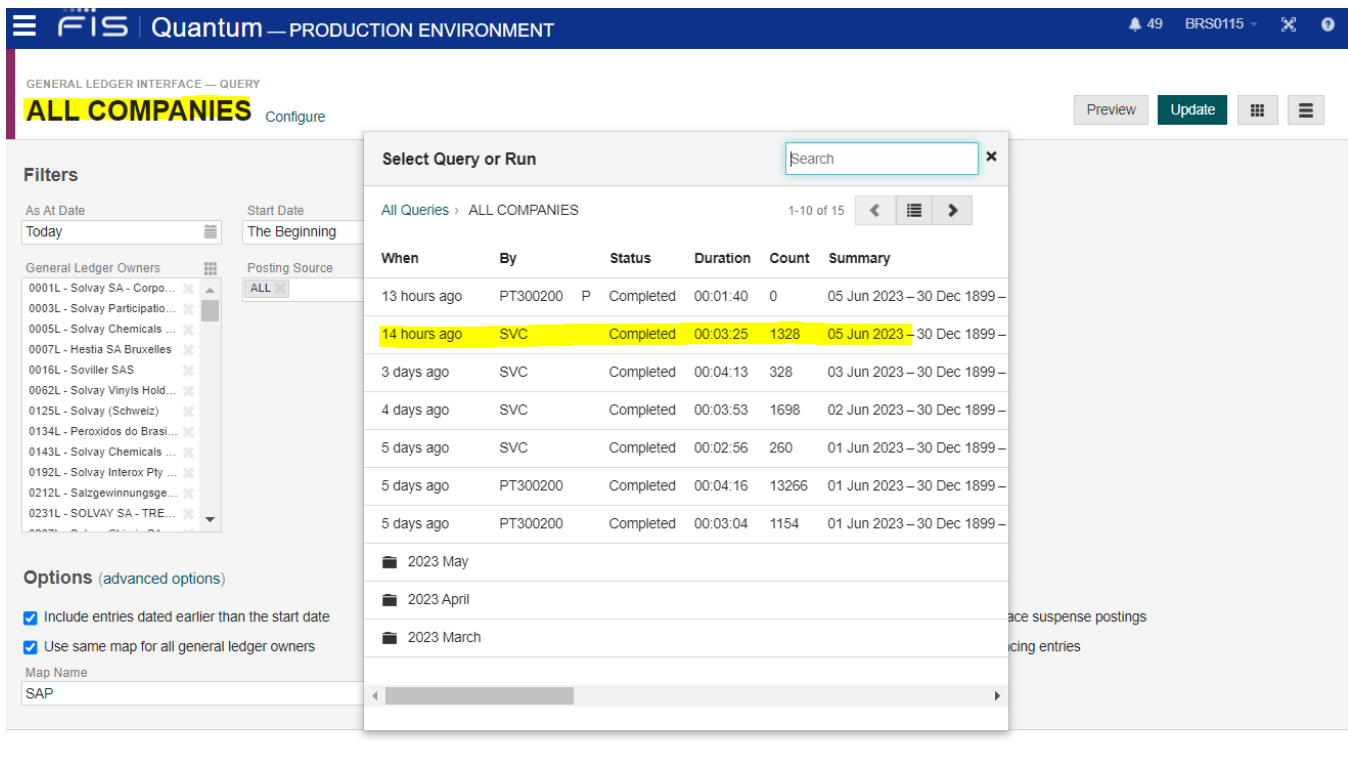 FIS Quantum — PRODUCTION ENVIRONMENT 49 BRS0115
GENERAL LEDGER INTERFACE — QUERY
ALL COMPANIES Configure
Preview Update
Filters
As At Date Start Date
Today The Beginning
General Ledger Owners Posting Source
ALL
0001L - Solvay SA - Corpo...
0003L - Solvay Participatio...
0005L - Solvay Chemicals ...
0007L - Hestia SA Bruxelles
0016L - Soviller SAS
0062L - Solvay Vinyls Hold...
0125L - Solvay (Schweiz)
0134L - Peroxidos do Brasi...
0143L - Solvay Chemicals ...
0192L - Solvay Interox Pty ...
0212L - Salzgewinnungsge...
0231L - SOLVAY SA - TRE...
Select Query or Run Search
All Queries › ALL COMPANIES 1-10 of 15
When By Status Duration Count Summary
13 hours ago PT300200 P Completed 00:01:40 0 05 Jun 2023 – 30 Dec 1899 –
14 hours ago SVC Completed 00:03:25 1328 05 Jun 2023 – 30 Dec 1899 –
3 days ago SVC Completed 00:04:13 328 03 Jun 2023 – 30 Dec 1899 –
4 days ago SVC Completed 00:03:53 1698 02 Jun 2023 – 30 Dec 1899 –
5 days ago SVC Completed 00:02:56 260 01 Jun 2023 – 30 Dec 1899 –
5 days ago PT300200 Completed 00:04:16 13266 01 Jun 2023 – 30 Dec 1899 –
5 days ago PT300200 Completed 00:03:04 1154 01 Jun 2023 – 30 Dec 1899 –
2023 May
2023 April
2023 March
Options (advanced options)
Include entries dated earlier than the start date
ace suspense postings
Use same map for all general ledger owners
cing entries
Map Name
SAP